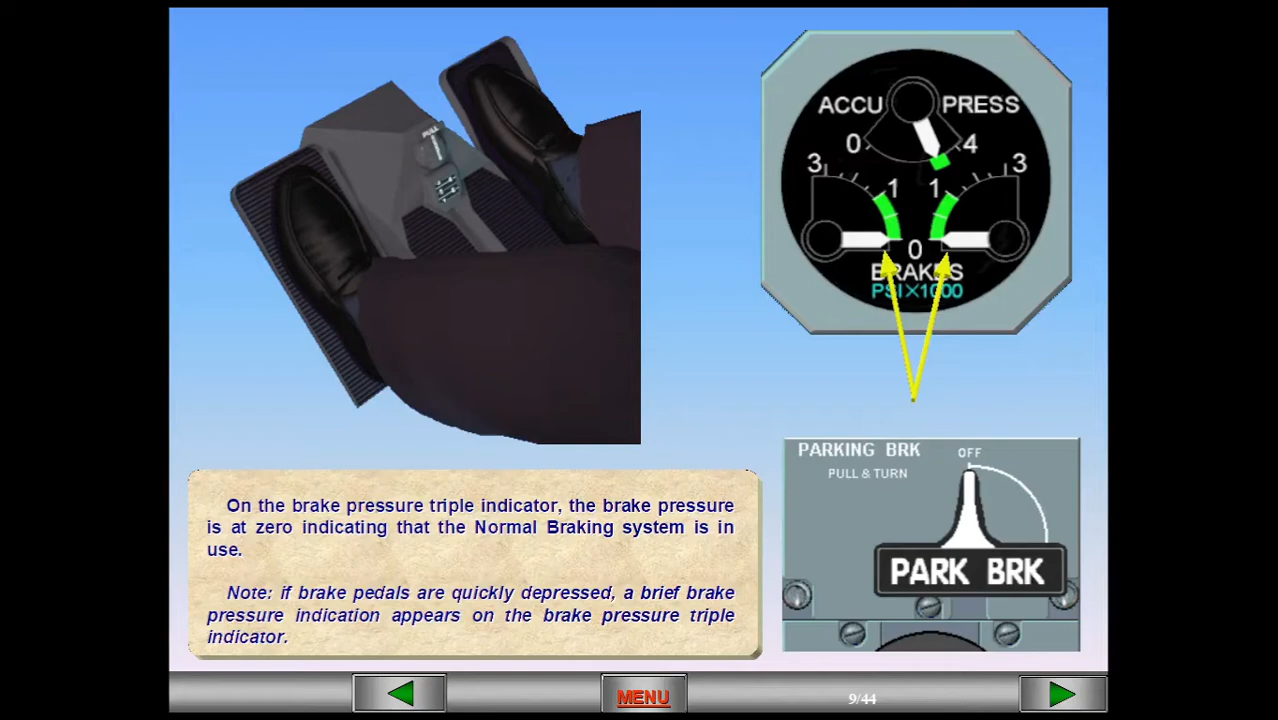 PULL
ACCU PRESS
0 4
3 3
1 1
0
BRAKES
PSI X 1000
PARKING BRK OFF
PULL & TURN
PARK BRK
On the brake pressure triple indicator, the brake pressure
is at zero indicating that the Normal Braking system is in
use.
Note: if brake pedals are quickly depressed, a brief brake
pressure indication appears on the brake pressure triple
indicator.
MENU
9/44